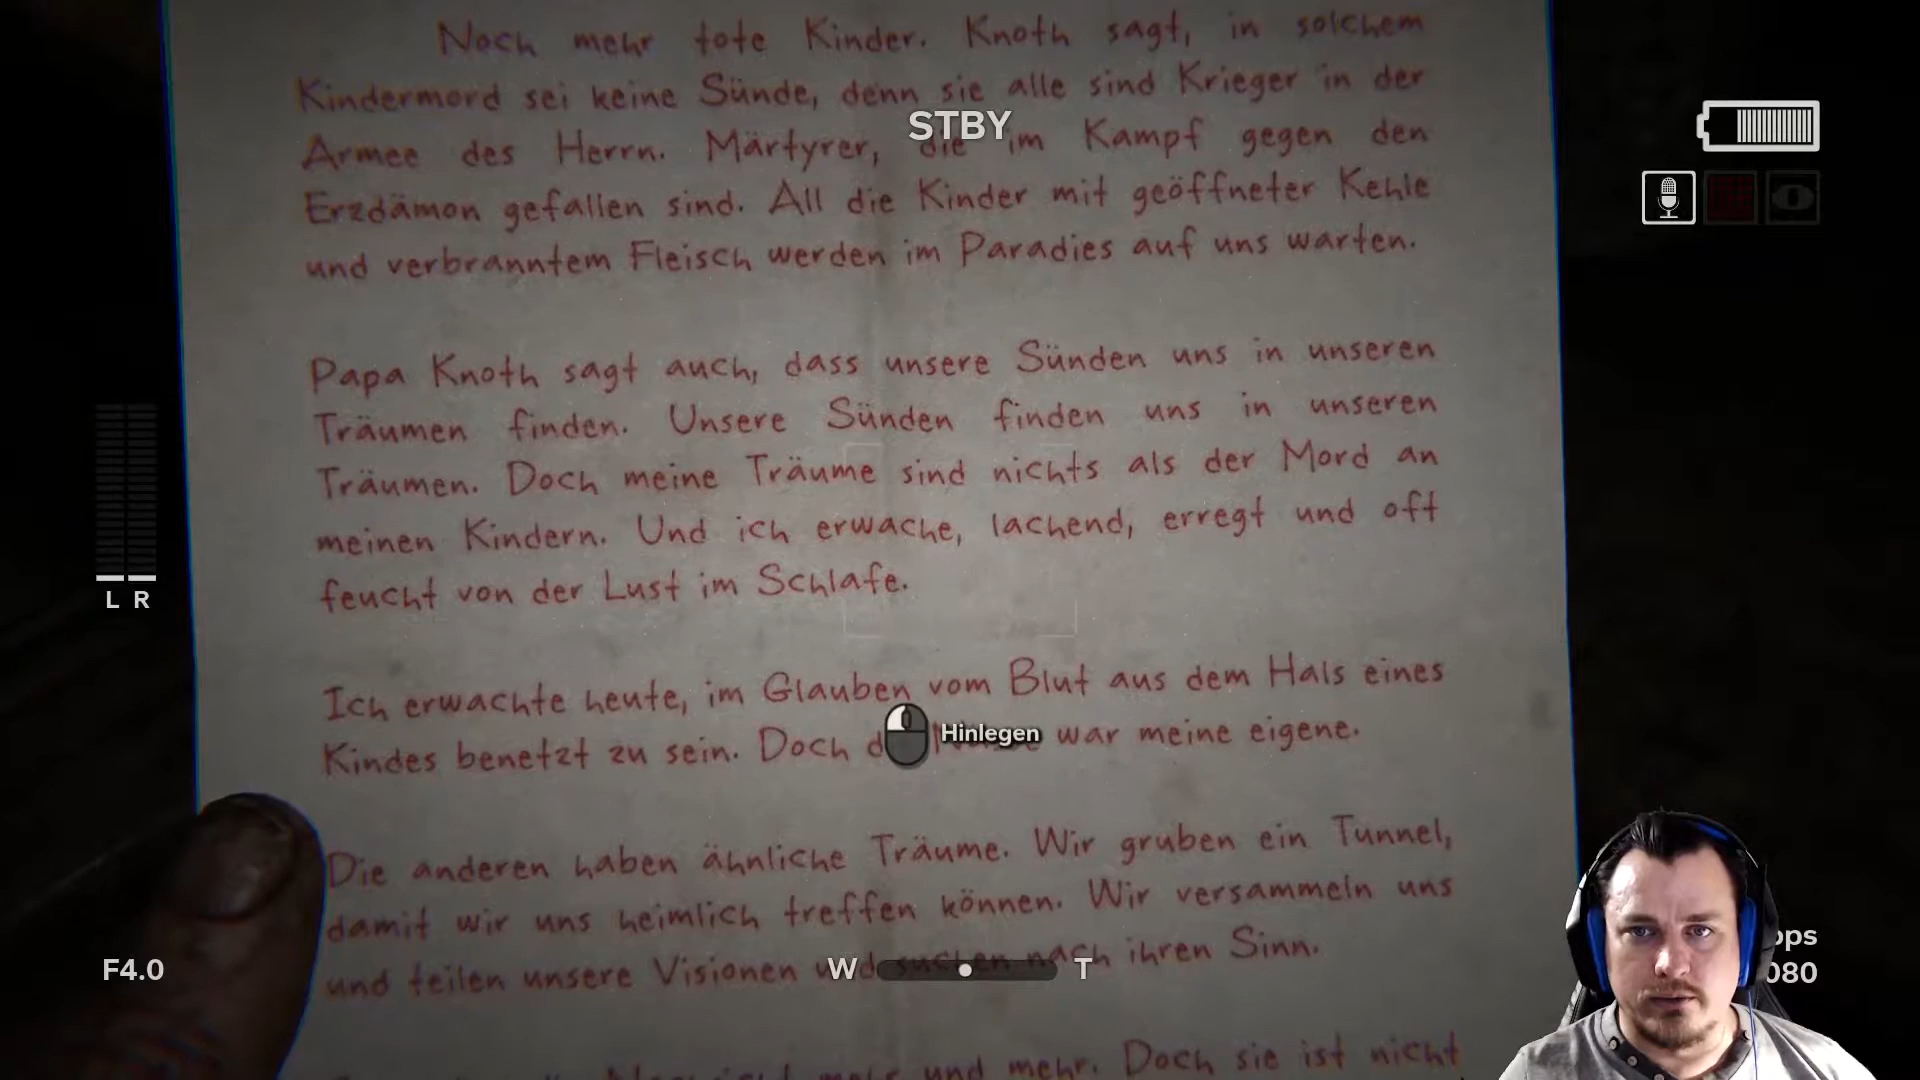 Noch mehr tote Kinder. Knoth sagt, in solchem
Kindermord sei keine Sünde, denn sie alle sind Krieger in der
STBY
Armee des Herrn. Märtyrer, die im Kampf gegen den
Erzdämon gefallen sind. All die Kinder mit geöffneter Kehle
und verbranntem Fleisch werden im Paradies auf uns warten.
Papa Knoth sagt auch, dass unsere Sünden uns in unseren
Träumen finden. Unsere Sünden finden uns in unseren
Träumen. Doch meine Träume sind nichts als der Mord an
meinen Kindern. Und ich erwache, lachend, erregt und oft
feucht von der Lust im Schlafe.
L R
Ich erwachte heute, im Glauben vom Blut aus dem Hals eines
Kindes benetzt zu sein. Doch war meine eigene.
Hinlegen
Die anderen haben ähnliche Träume. Wir gruben ein Tunnel,
damit wir uns heimlich treffen können. Wir versammeln uns
und teilen unsere Visionen und suchen nach ihren Sinn.
F4.0
W T
080
mehr und mehr. Doch sie ist nicht